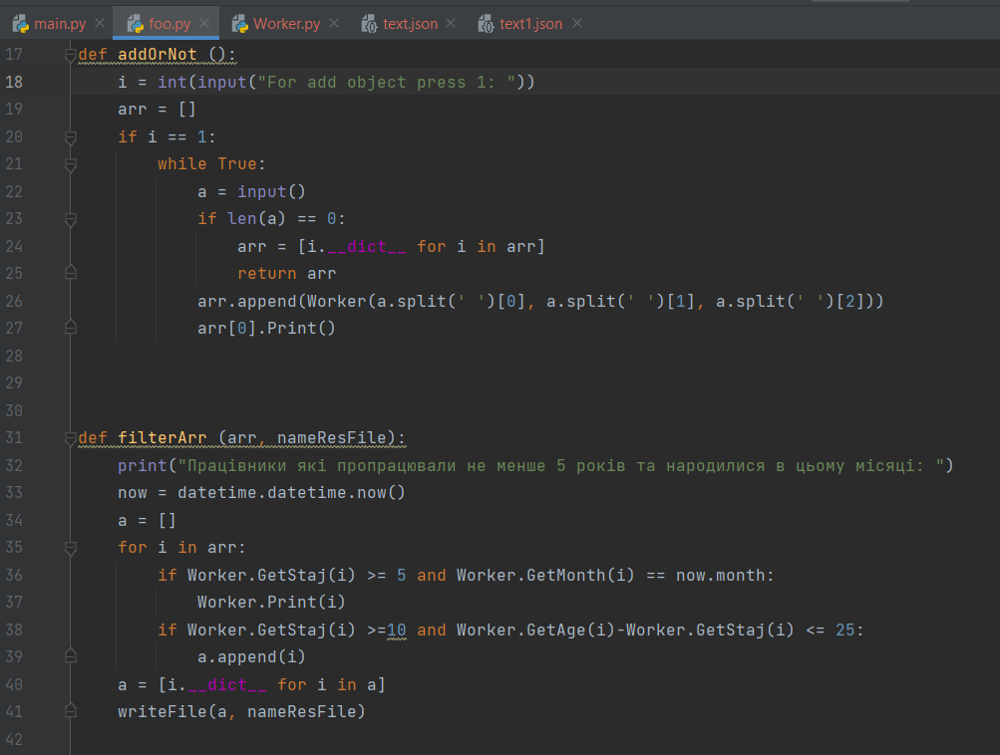 main.py foo.py Worker.py text.json text1.json
17 def addOrNot ():
18 i = int(input("For add object press 1: "))
19 arr = []
20 if i == 1:
21 while True:
22 a = input()
23 if len(a) == 0:
24 arr = [i.__dict__ for i in arr]
25 return arr
26 arr.append(Worker(a.split(' ')[0], a.split(' ')[1], a.split(' ')[2]))
27 arr[0].Print()
28
29
30
31 def filterArr (arr, nameResFile):
32 print("Працівники які пропрацювали не менше 5 років та народилися в цьому місяці: ")
33 now = datetime.datetime.now()
34 a = []
35 for i in arr:
36 if Worker.GetStaj(i) >= 5 and Worker.GetMonth(i) == now.month:
37 Worker.Print(i)
38 if Worker.GetStaj(i) >=10 and Worker.GetAge(i)-Worker.GetStaj(i) <= 25:
39 a.append(i)
40 a = [i.__dict__ for i in a]
41 writeFile(a, nameResFile)
42